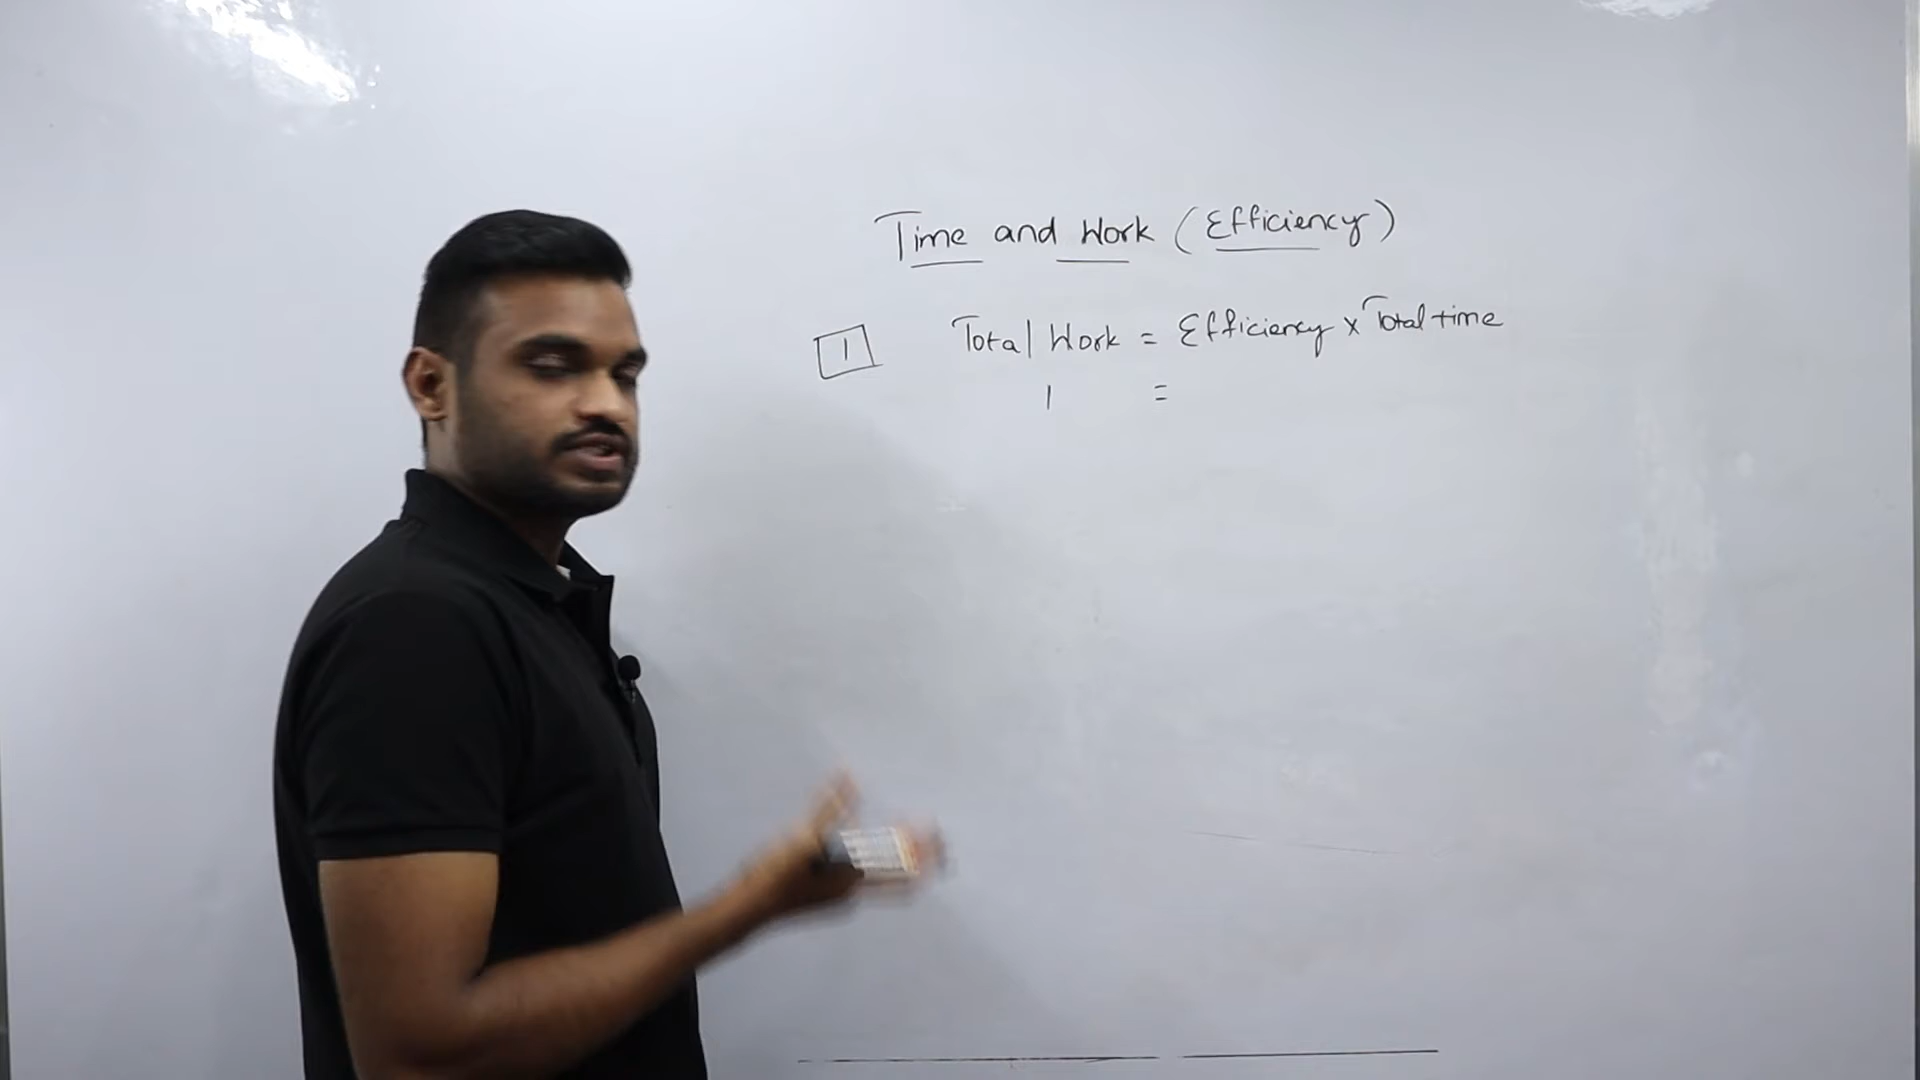 Time and Work (Efficiency)
1 Total Work = Efficiency x Total time
1 =